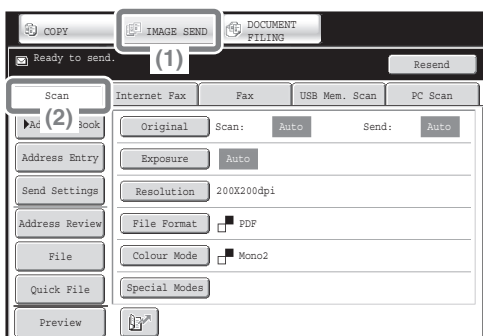 COPY
IMAGE SEND
DOCUMENT
FILING
(1)
Ready to send.
Resend
Scan
Internet Fax
Fax
USB Mem. Scan
PC Scan
(2)
Original Scan: Auto Send: Auto
Address Entry
Exposure Auto
Send Settings
Resolution 200X200dpi
Address Review
File Format PDF
File
Colour Mode Mono2
Quick File
Special Modes
Preview